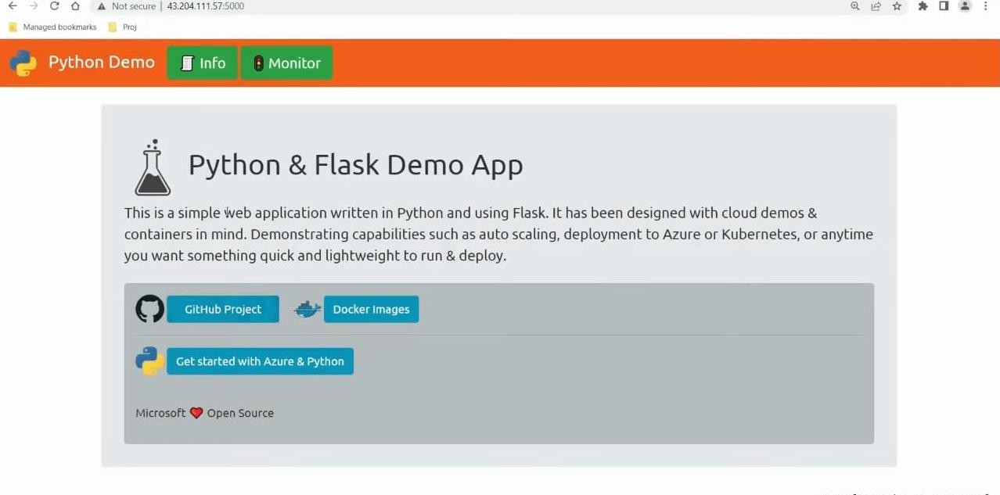 Not secure | 43.204.111.57:5000
Managed bookmarks Proj
Python Demo Info Monitor
Python & Flask Demo App
This is a simple web application written in Python and using Flask. It has been designed with cloud demos &
containers in mind. Demonstrating capabilities such as auto scaling, deployment to Azure or Kubernetes, or anytime
you want something quick and lightweight to run & deploy.
GitHub Project Docker Images
Get started with Azure & Python
Microsoft ❤ Open Source